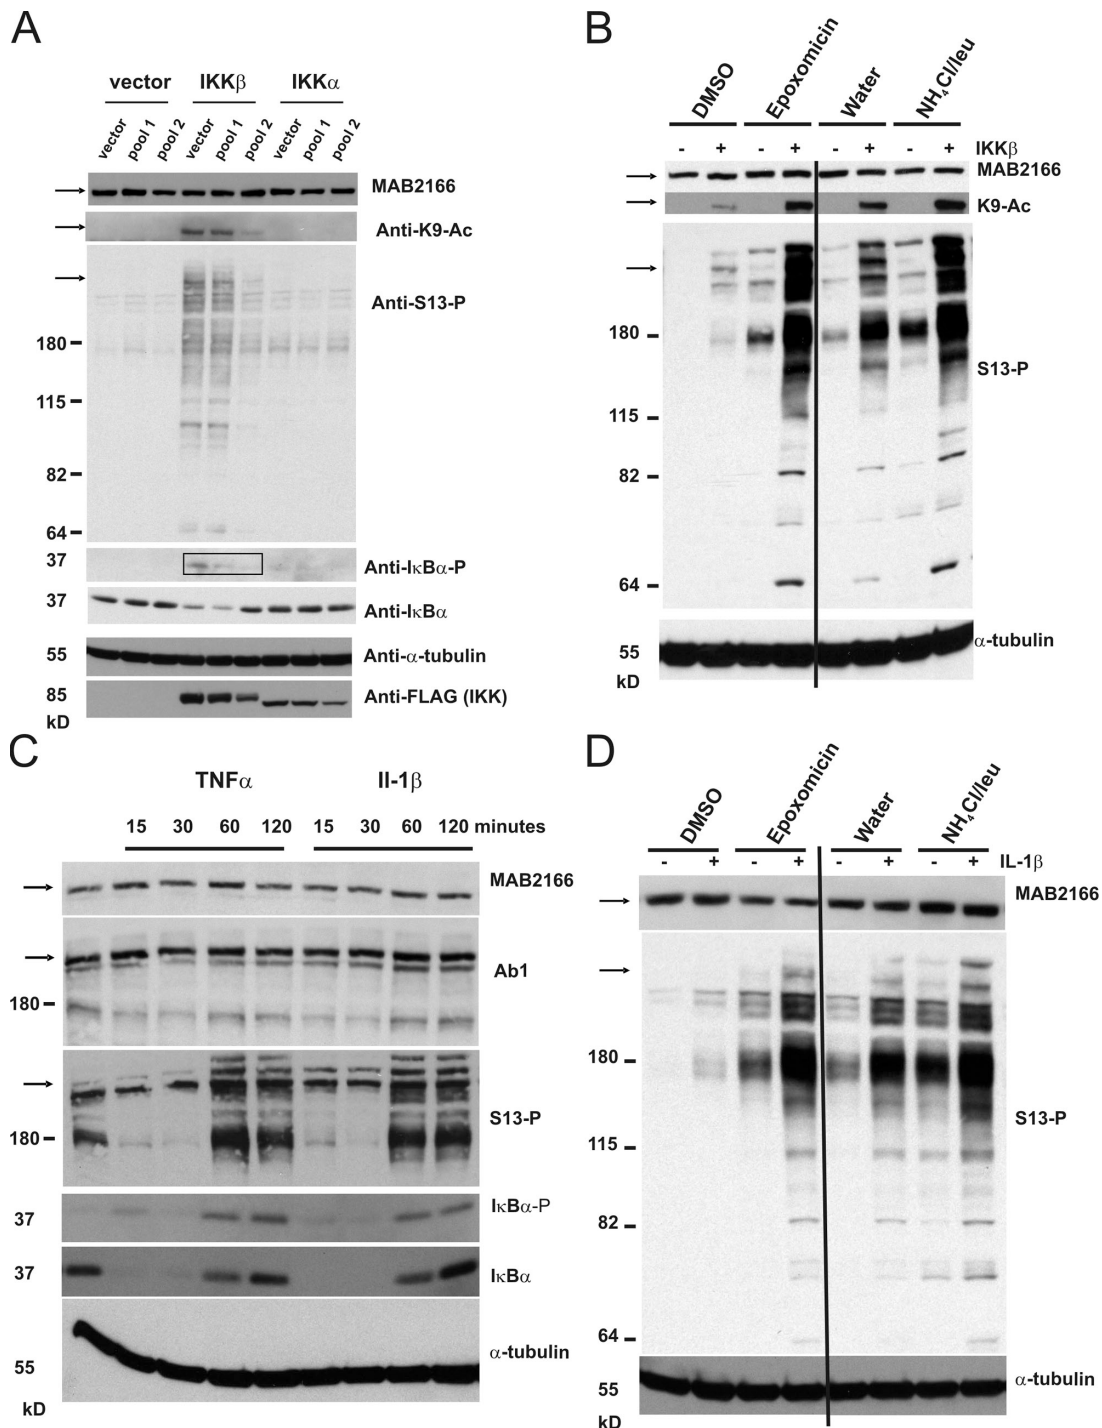 A
vector IKKβ IKKα
vector pool 1 pool 2 vector pool 1 pool 2 vector pool 1 pool 2
MAB2166
Anti-K9-Ac
Anti-S13-P
180
115
82
64
37 Anti-IκBα-P
37 Anti-IκBα
55 Anti-α-tubulin
85 Anti-FLAG (IKK)
kD
B
DMSO Epoxomicin Water NH4Cl/leu
- + - + - + - + IKKβ
MAB2166
K9-Ac
180
S13-P
115
82
64
α-tubulin
55
kD
C
TNFα Il-1β
15 30 60 120 15 30 60 120 minutes
MAB2166
Ab1
180
S13-P
180
IκBα-P
37
37 IκBα
α-tubulin
55
kD
D
DMSO Epoxomicin Water NH4Cl/leu
- + - + - + - + IL-1β
MAB2166
180
S13-P
115
82
64
α-tubulin
55
kD